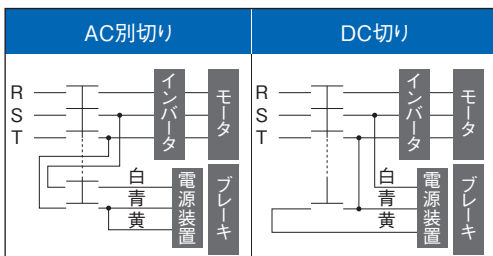 AC別切り
DC切り
R
S
T
インバータ
モータ
白
青
黄
電源装置
ブレーキ
R
S
T
インバータ
モータ
白
青
黄
電源装置
ブレーキ